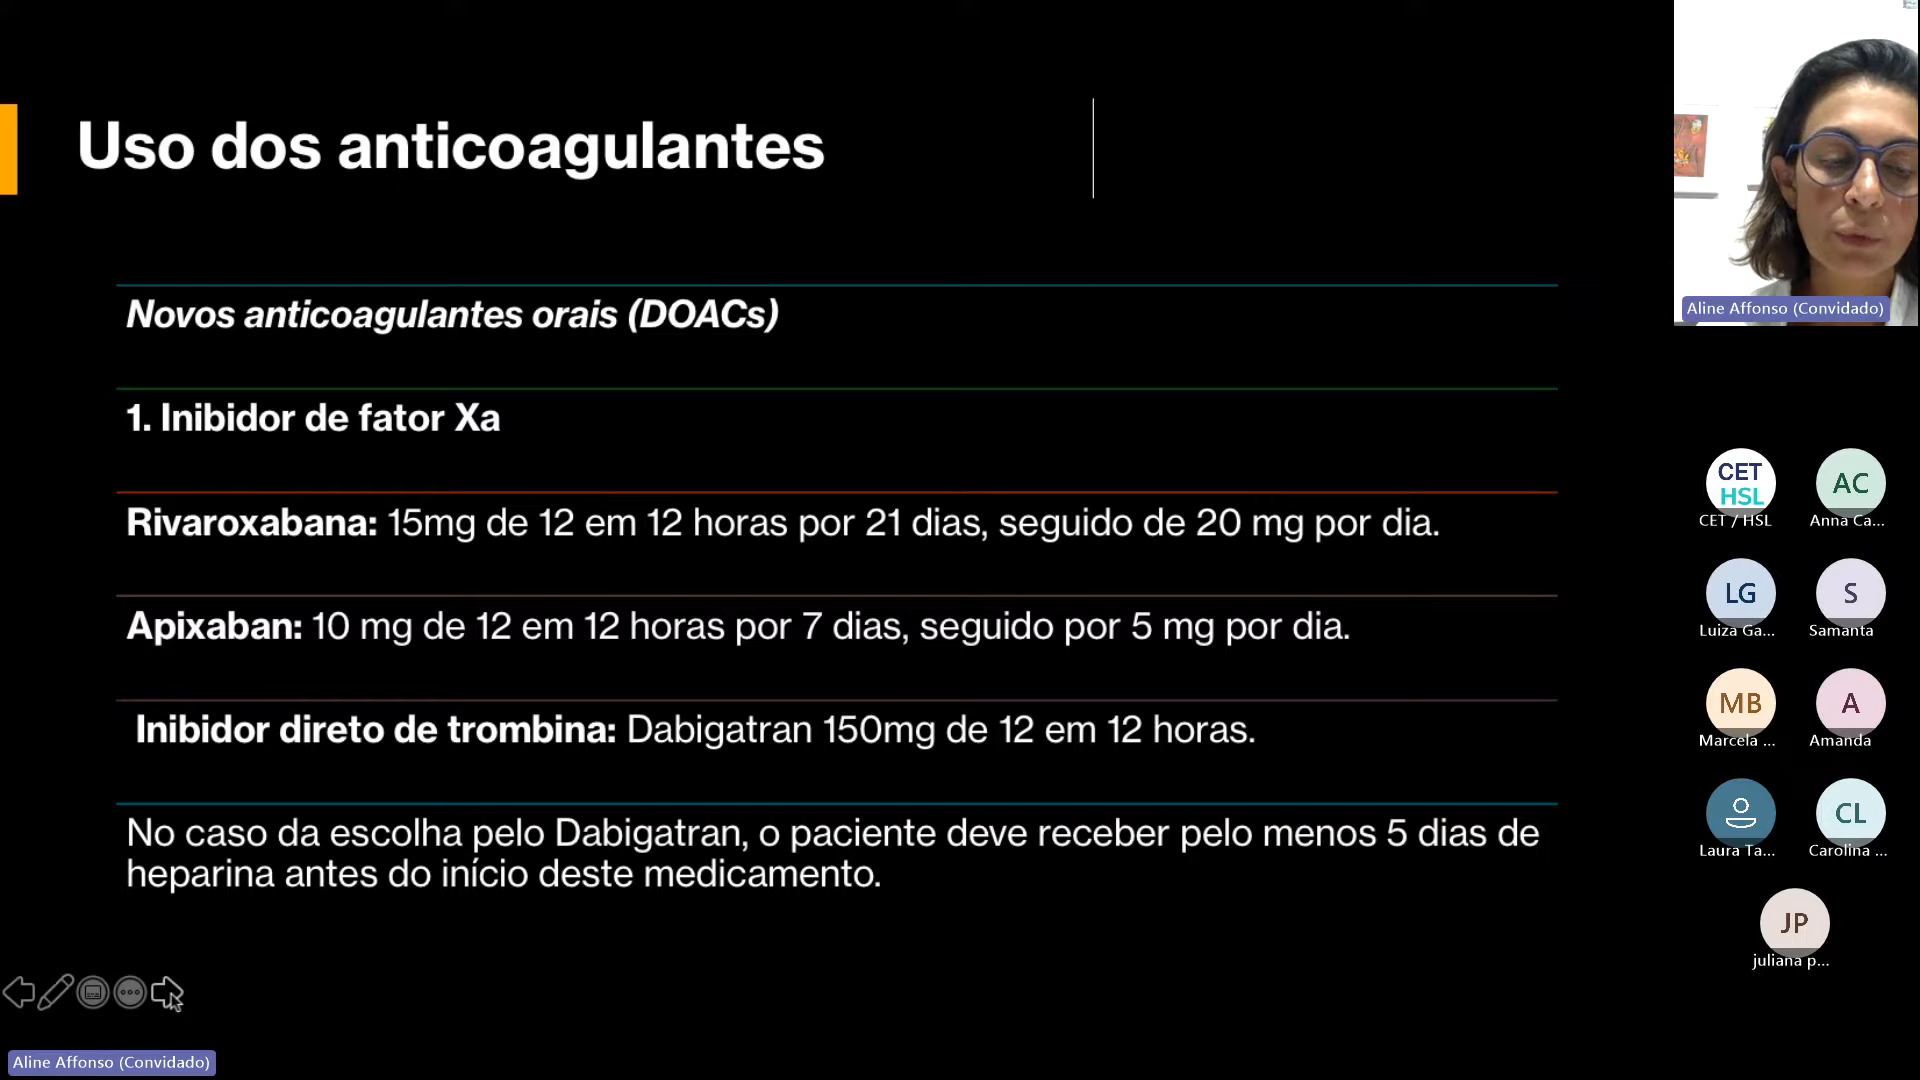 Uso dos anticoagulantes
Novos anticoagulantes orais (DOACs)
1. Inibidor de fator Xa
Rivaroxabana: 15mg de 12 em 12 horas por 21 dias, seguido de 20 mg por dia.
Apixaban: 10 mg de 12 em 12 horas por 7 dias, seguido por 5 mg por dia.
Inibidor direto de trombina: Dabigatran 150mg de 12 em 12 horas.
No caso da escolha pelo Dabigatran, o paciente deve receber pelo menos 5 dias de
heparina antes do início deste medicamento.
Aline Affonso (Convidado)
Aline Affonso (Convidado)
CET
HSL
CET / HSL
AC
Anna Ca...
LG
Luiza Ga...
S
Samanta
MB
Marcela ...
A
Amanda
Laura Ta...
CL
Carolina ...
JP
juliana p...